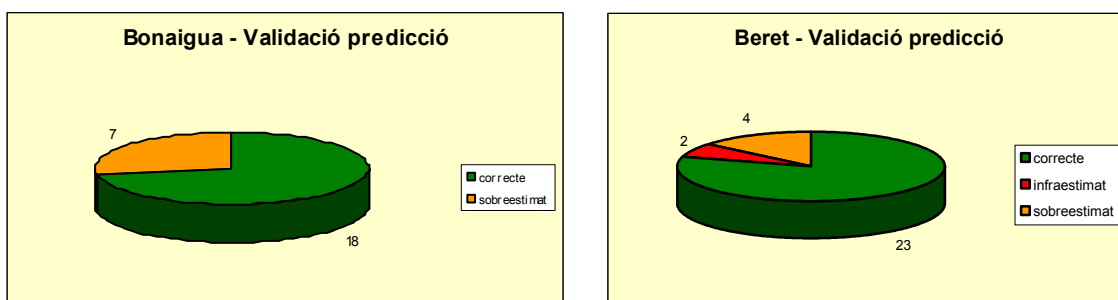 Bonaigua - Validació predicció
7
18
correcte
sobreestimat
Beret - Validació predicció
4
2
23
correcte
infraestimat
sobreestimat